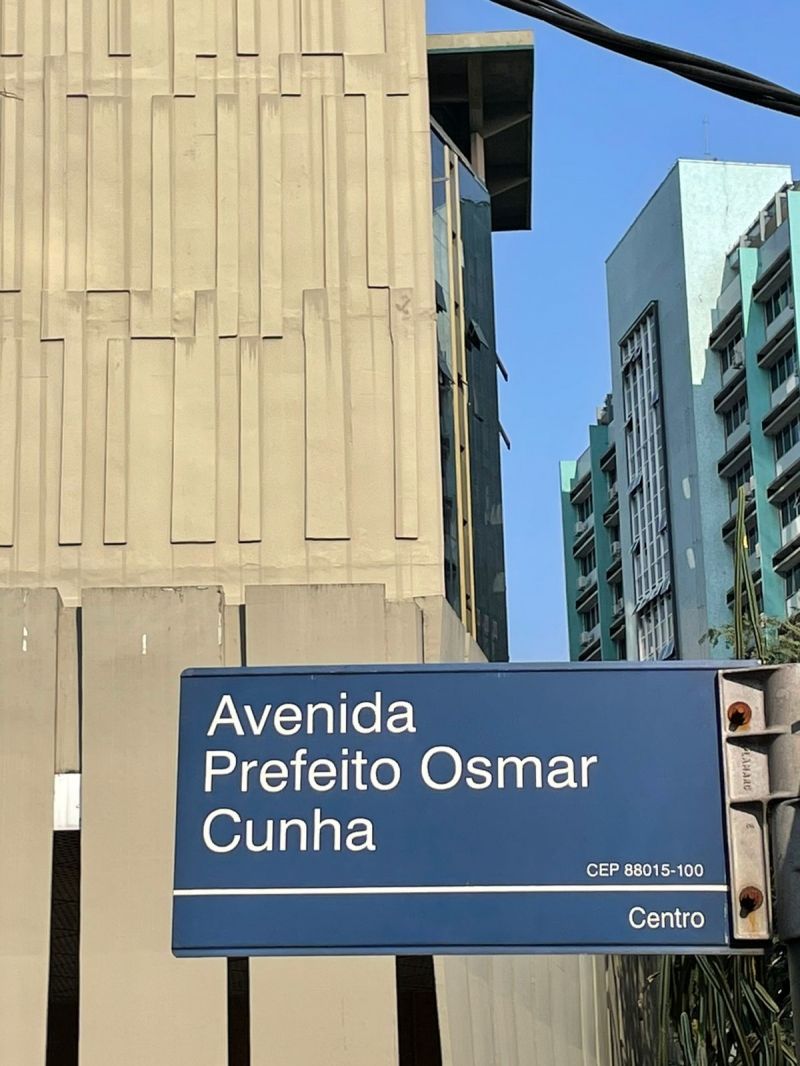 Avenida
Prefeito Osmar
Cunha
CEP 88015-100
Centro